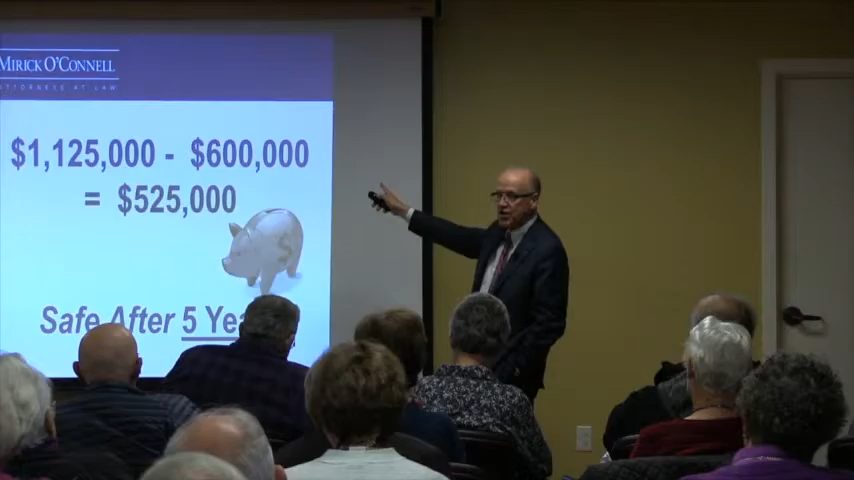 MIRICK O'CONNELL
ATTORNEYS AT LAW
$1,125,000 - $600,000
= $525,000
Safe After 5